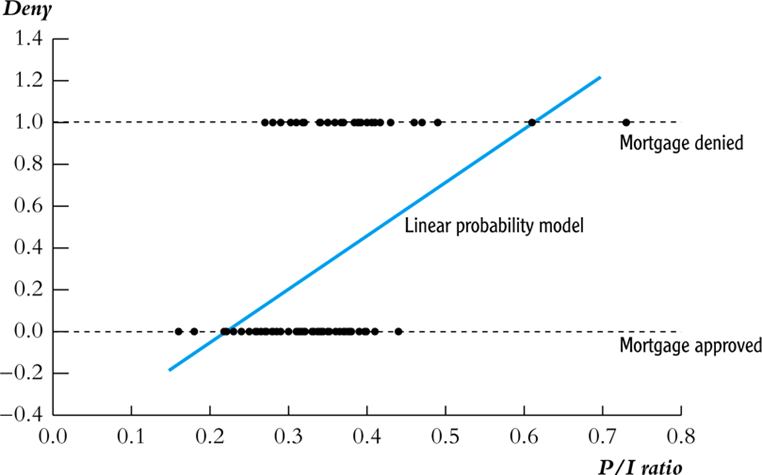 Deny
1.4
1.2
1.0
0.8
0.6
0.4
0.2
0.0
−0.2
−0.4
Mortgage denied
Linear probability model
Mortgage approved
0.0 0.1 0.2 0.3 0.4 0.5 0.6 0.7 0.8
P/I ratio